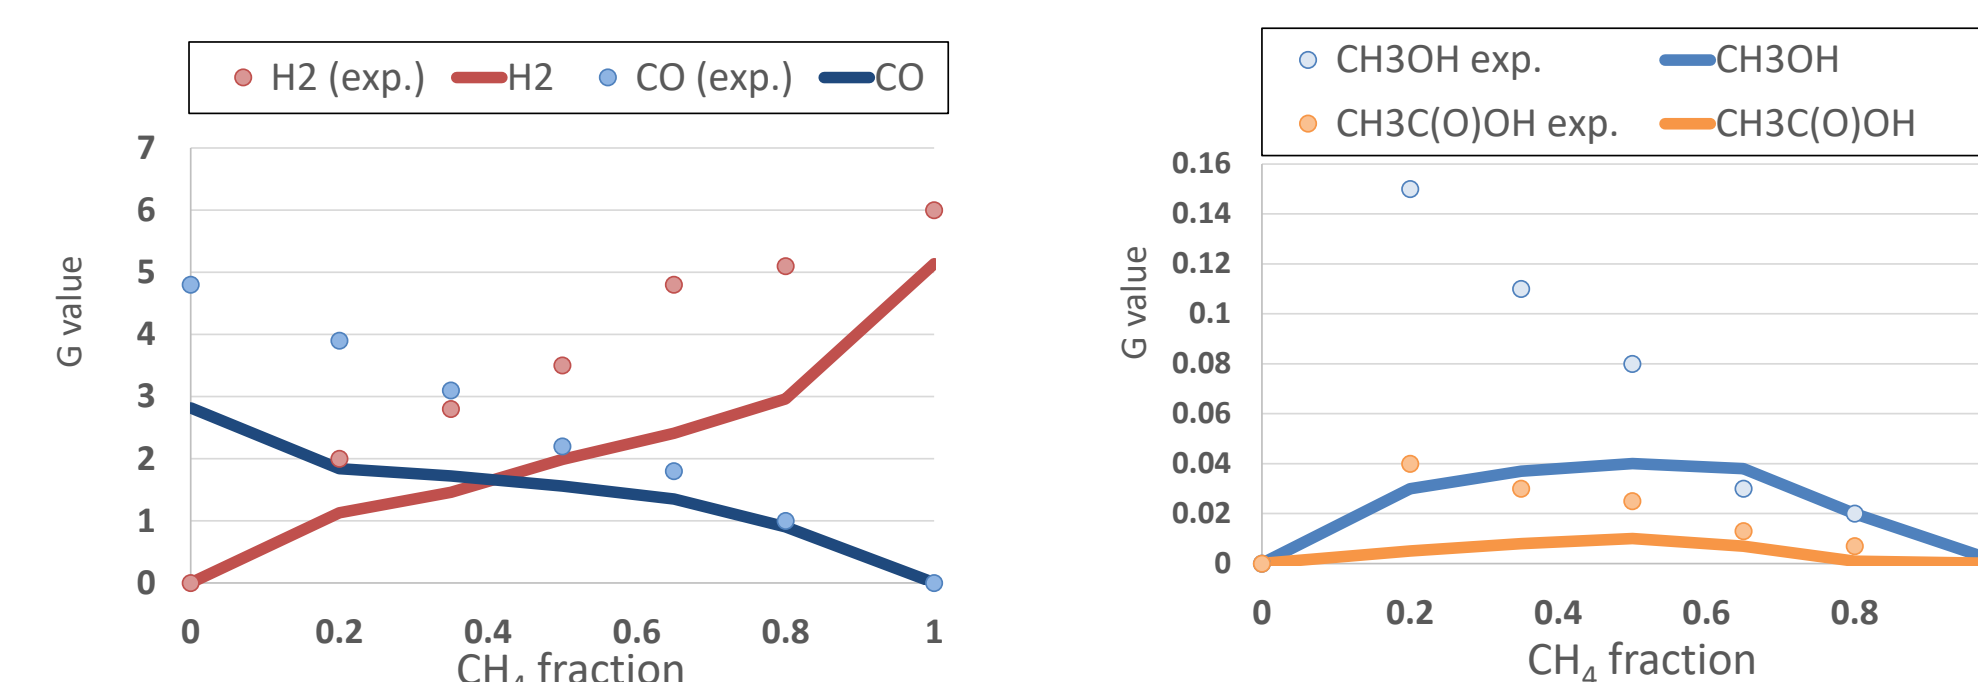 H2 (exp.) H2 CO (exp.) CO
7
6
5
4
3
2
1
0
G value
0 0.2 0.4 0.6 0.8 1
CH₄ fraction
CH3OH exp. CH3OH
CH3C(O)OH exp. CH3C(O)OH
0.16
0.14
0.12
0.1
0.08
0.06
0.04
0.02
0
G value
0 0.2 0.4 0.6 0.8
CH₄ fraction